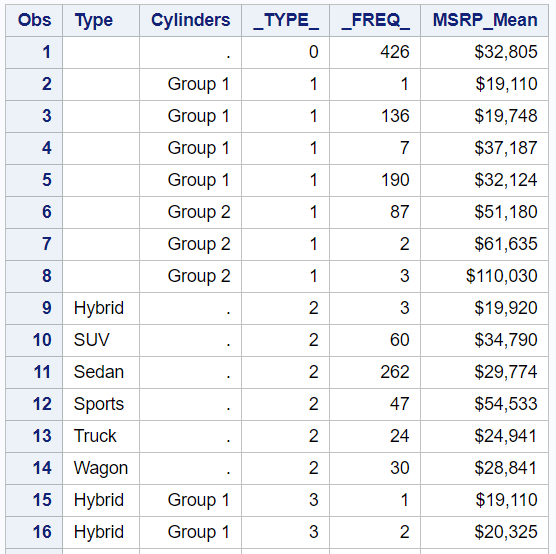 Obs Type Cylinders _TYPE_ _FREQ_ MSRP_Mean
1 . 0 426 $32,805
2 Group 1 1 1 $19,110
3 Group 1 1 136 $19,748
4 Group 1 1 7 $37,187
5 Group 1 1 190 $32,124
6 Group 2 1 87 $51,180
7 Group 2 1 2 $61,635
8 Group 2 1 3 $110,030
9 Hybrid . 2 3 $19,920
10 SUV . 2 60 $34,790
11 Sedan . 2 262 $29,774
12 Sports . 2 47 $54,533
13 Truck . 2 24 $24,941
14 Wagon . 2 30 $28,841
15 Hybrid Group 1 3 1 $19,110
16 Hybrid Group 1 3 2 $20,325